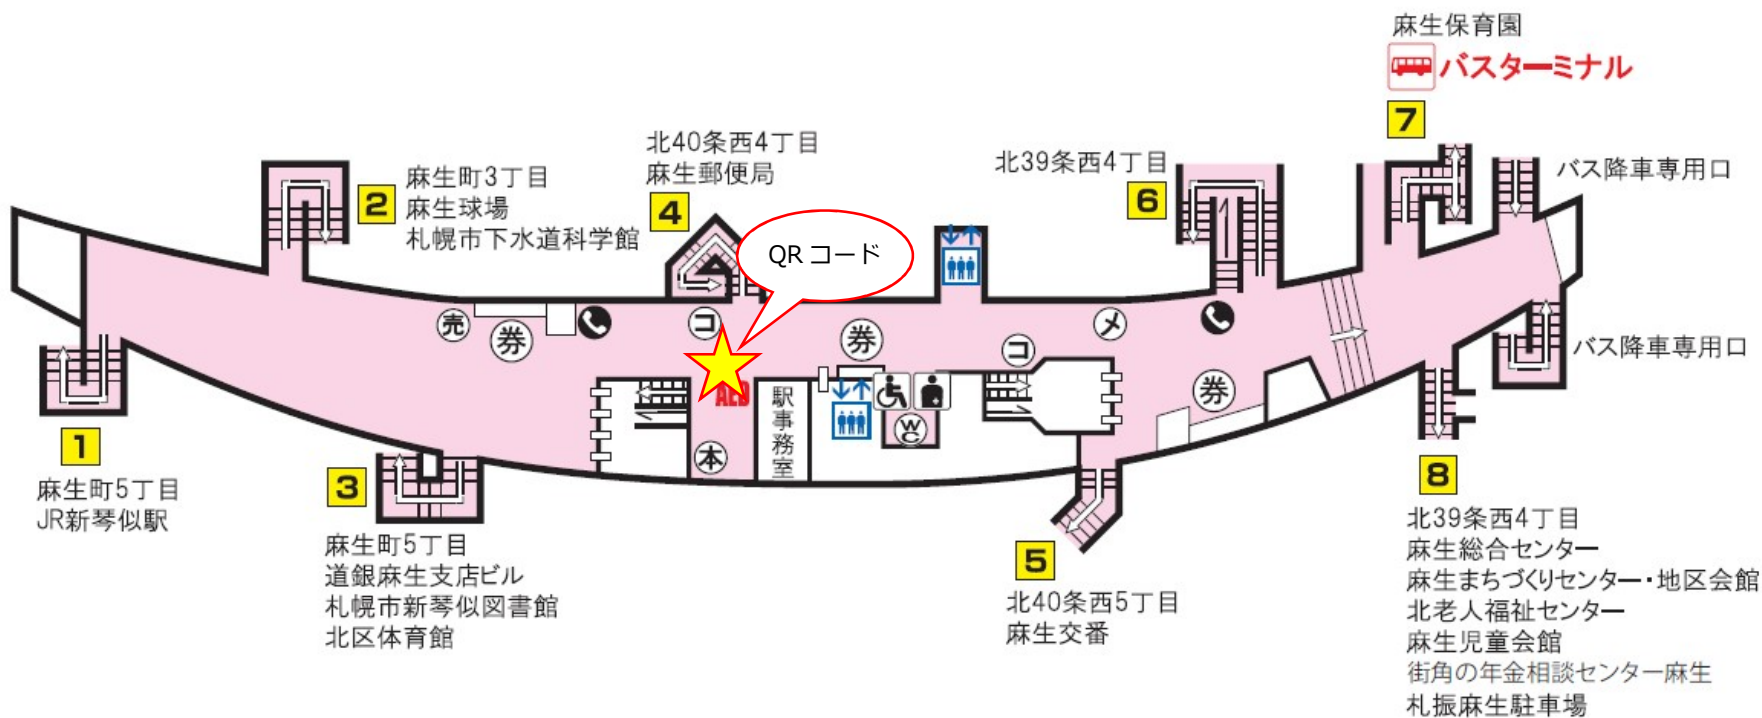 麻生保育園
バスターミナル
7
バス降車専用口
北39条西4丁目
6
北40条西4丁目
麻生郵便局
4
2
麻生町3丁目
麻生球場
札幌市下水道科学館
QRコード
売
券
コ
券
コ
メ
券
AED
本
駅事務室
WC
バス降車専用口
1
麻生町5丁目
JR新琴似駅
3
麻生町5丁目
道銀麻生支店ビル
札幌市新琴似図書館
北区体育館
5
北40条西5丁目
麻生交番
8
北39条西4丁目
麻生総合センター
麻生まちづくりセンター・地区会館
北老人福祉センター
麻生児童会館
街角の年金相談センター麻生
札振麻生駐車場